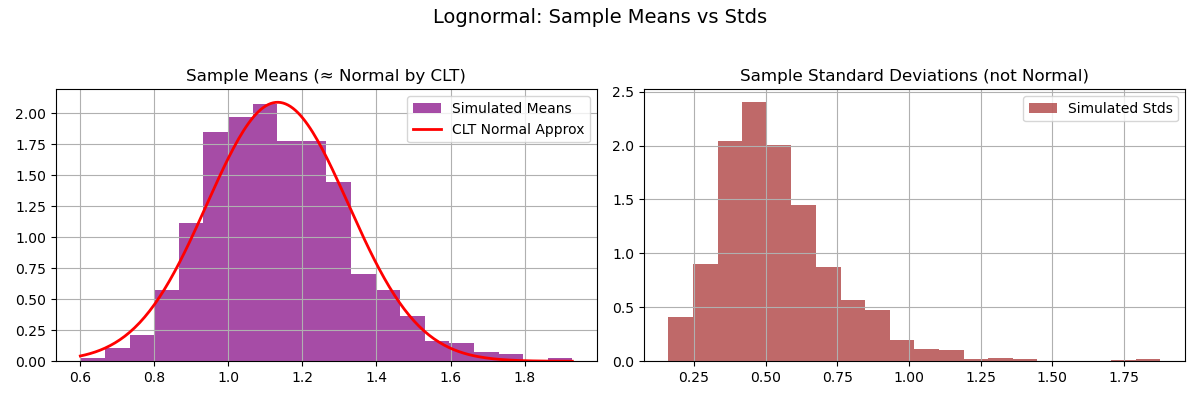 Lognormal: Sample Means vs Stds
Sample Means (≈ Normal by CLT)
Simulated Means
CLT Normal Approx
2.00
1.75
1.50
1.25
1.00
0.75
0.50
0.25
0.00
0.6 0.8 1.0 1.2 1.4 1.6 1.8
Sample Standard Deviations (not Normal)
Simulated Stds
2.5
2.0
1.5
1.0
0.5
0.0
0.25 0.50 0.75 1.00 1.25 1.50 1.75